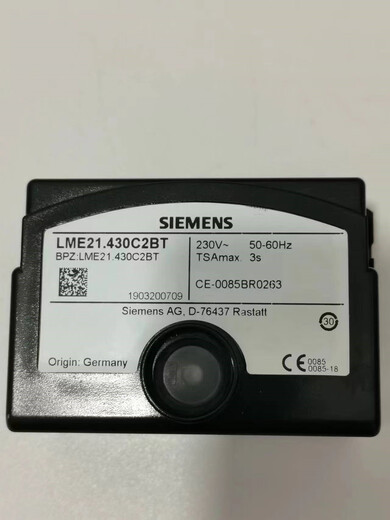 SIEMENS
LME21.430C2BT 230V~ 50-60Hz
BPZ:LME21.430C2BT TSAmax. 3s
CE-0085BR0263
1903200709
Siemens AG, D-76437 Rastatt
30
Origin: Germany CE 0085
0085-18